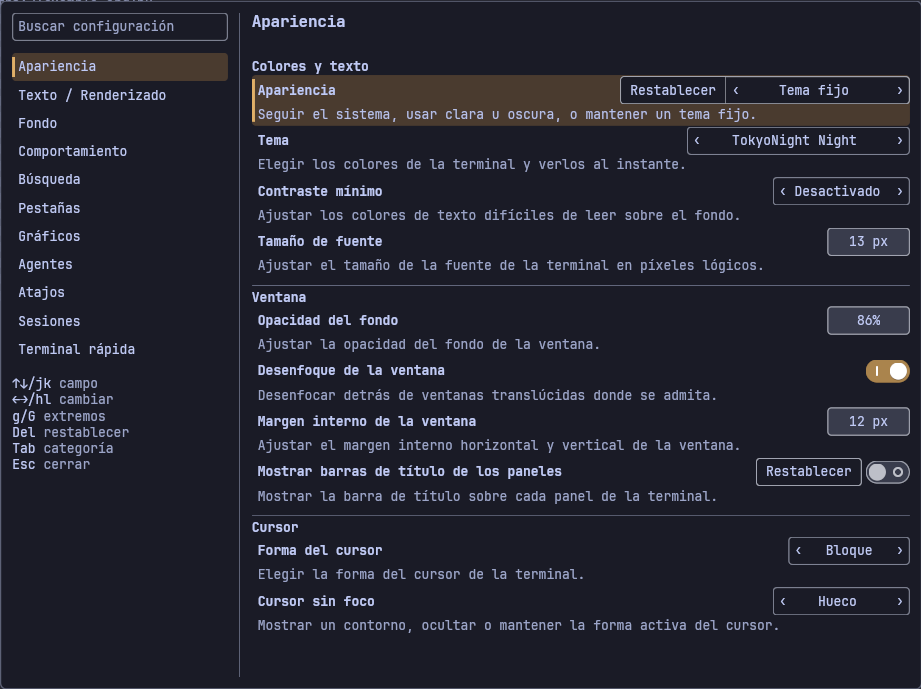 Buscar configuración
Apariencia
Texto / Renderizado
Fondo
Comportamiento
Búsqueda
Pestañas
Gráficos
Agentes
Atajos
Sesiones
Terminal rápida
↑↓/jk campo
↔/hl cambiar
g/G extremos
Del restablecer
Tab categoría
Esc cerrar
Apariencia
Colores y texto
Apariencia Restablecer ‹ Tema fijo ›
Seguir el sistema, usar clara u oscura, o mantener un tema fijo.
Tema ‹ TokyoNight Night ›
Elegir los colores de la terminal y verlos al instante.
Contraste mínimo ‹ Desactivado ›
Ajustar los colores de texto difíciles de leer sobre el fondo.
Tamaño de fuente 13 px
Ajustar el tamaño de la fuente de la terminal en píxeles lógicos.
Ventana
Opacidad del fondo 86%
Ajustar la opacidad del fondo de la ventana.
Desenfoque de la ventana
Desenfocar detrás de ventanas translúcidas donde se admita.
Margen interno de la ventana 12 px
Ajustar el margen interno horizontal y vertical de la ventana.
Mostrar barras de título de los paneles Restablecer
Mostrar la barra de título sobre cada panel de la terminal.
Cursor
Forma del cursor ‹ Bloque ›
Elegir la forma del cursor de la terminal.
Cursor sin foco ‹ Hueco ›
Mostrar un contorno, ocultar o mantener la forma activa del cursor.